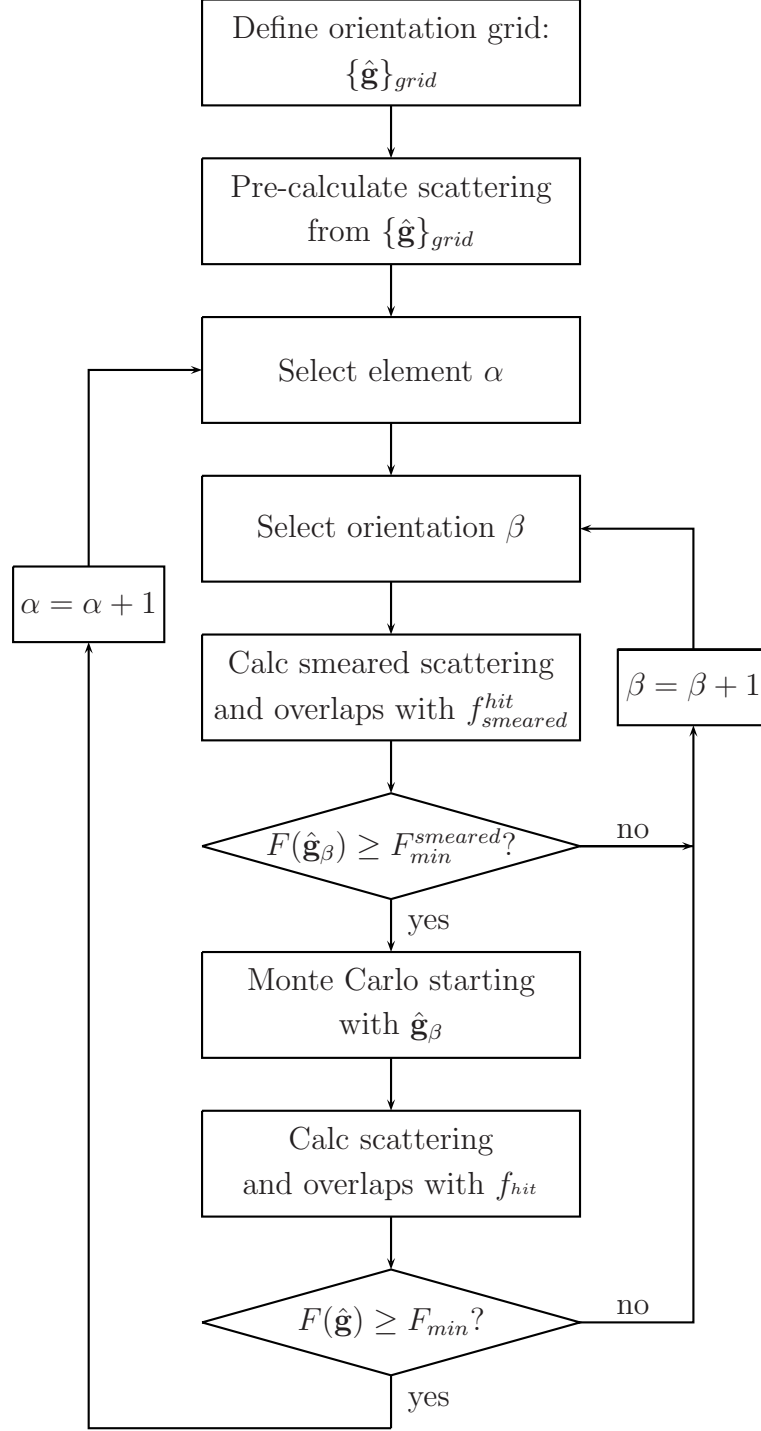 Define orientation grid:
{ĝ}_grid
Pre-calculate scattering
from {ĝ}_grid
Select element α
Select orientation β
α = α + 1
Calc smeared scattering
and overlaps with f^hit_smeared
β = β + 1
F(ĝ_β) ≥ F^smeared_min?
no
yes
Monte Carlo starting
with ĝ_β
Calc scattering
and overlaps with f_hit
F(ĝ) ≥ F_min?
no
yes